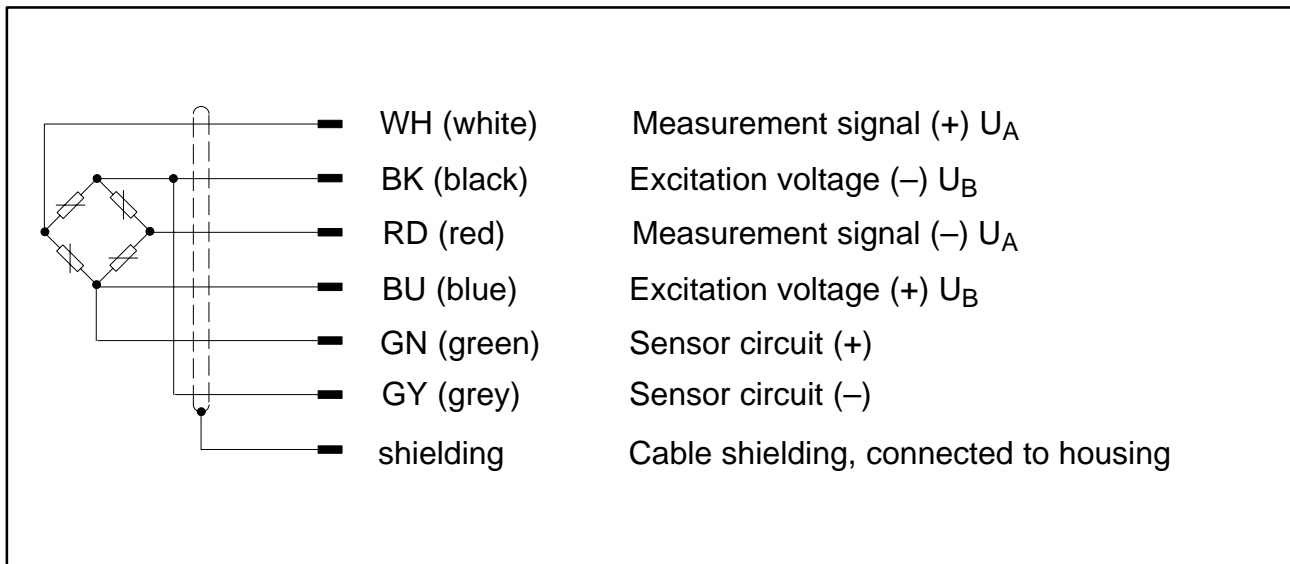 WH (white) Measurement signal (+) U_A
BK (black) Excitation voltage (–) U_B
RD (red) Measurement signal (–) U_A
BU (blue) Excitation voltage (+) U_B
GN (green) Sensor circuit (+)
GY (grey) Sensor circuit (–)
shielding Cable shielding, connected to housing